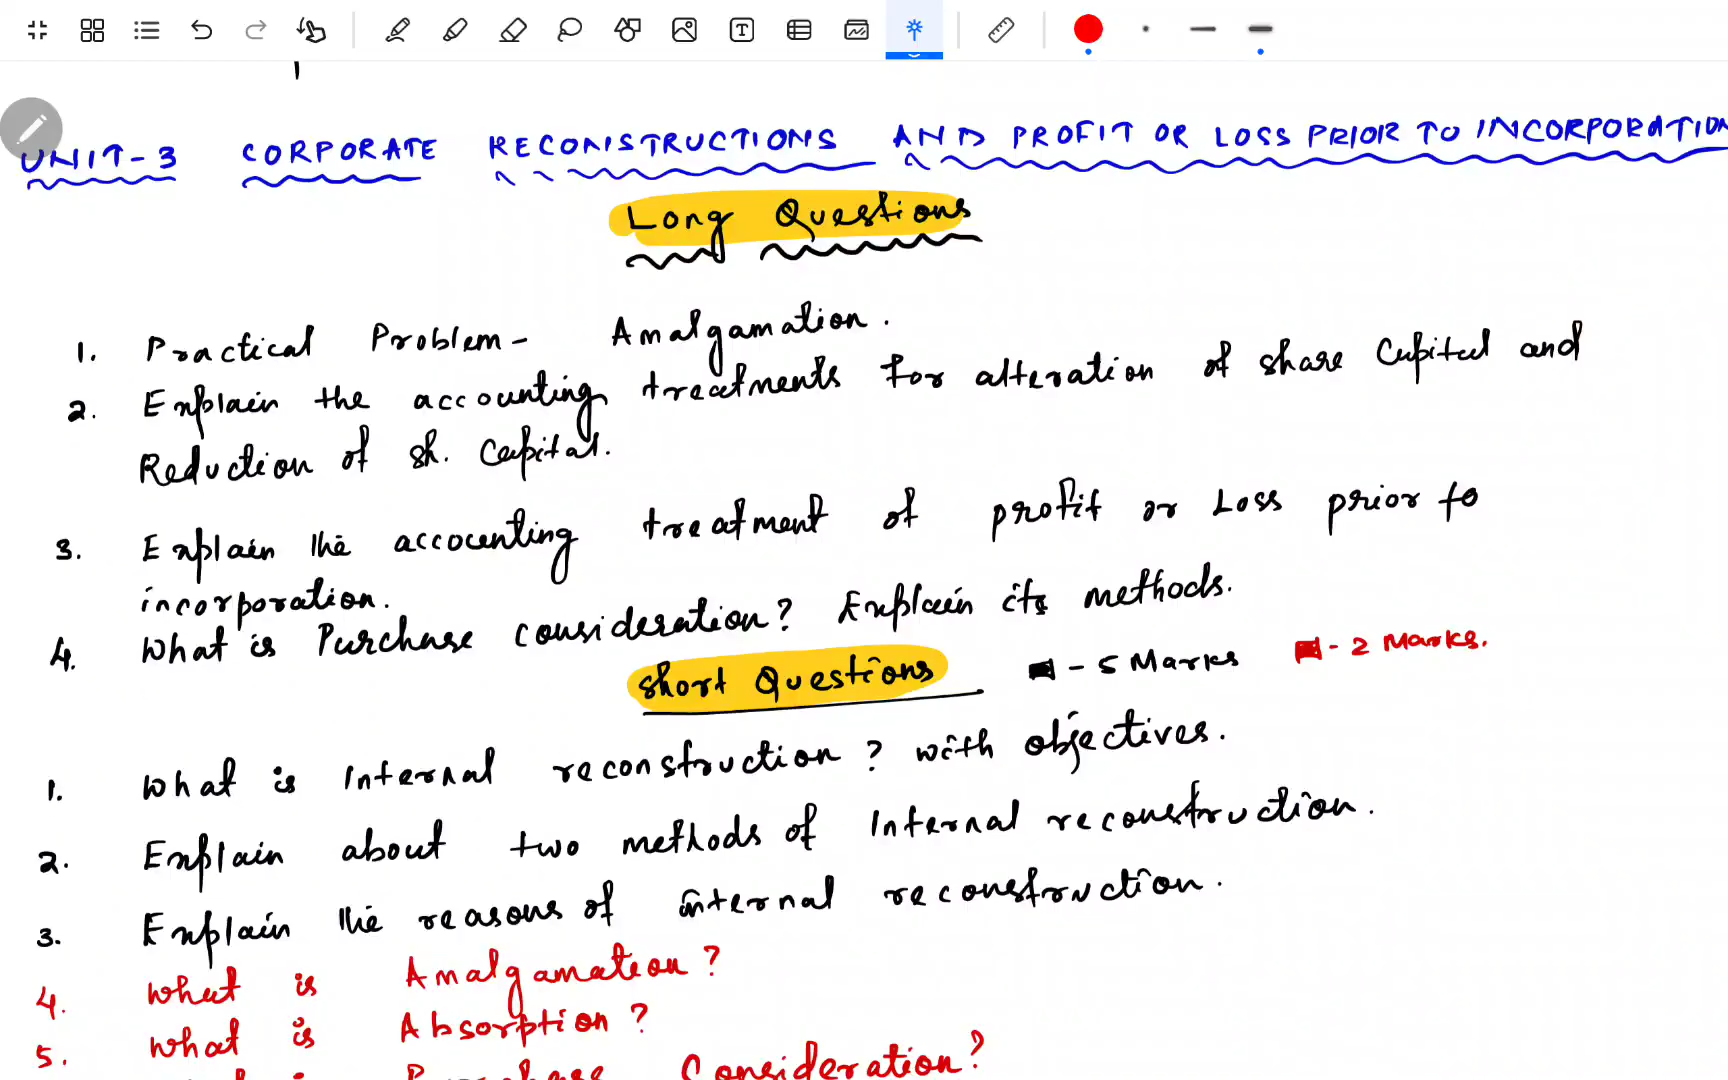 UNIT-3 CORPORATE RECONSTRUCTIONS AND PROFIT OR LOSS PRIOR TO INCORPORATION
Long Questions
1. Practical Problem- Amalgamation.
2. Explain the accounting treatments for alteration of share Capital and
Reduction of sh. Capital.
3. Explain the accounting treatment of profit or Loss prior to
incorporation.
4. What is Purchase consideration? Explain its methods.
Short Questions - 5 Marks - 2 Marks.
1. What is Internal reconstruction? with objectives.
2. Explain about two methods of Internal reconstruction.
3. Explain the reasons of internal reconstruction.
4. What is Amalgamation?
5. What is Absorption?
Purchase Consideration?